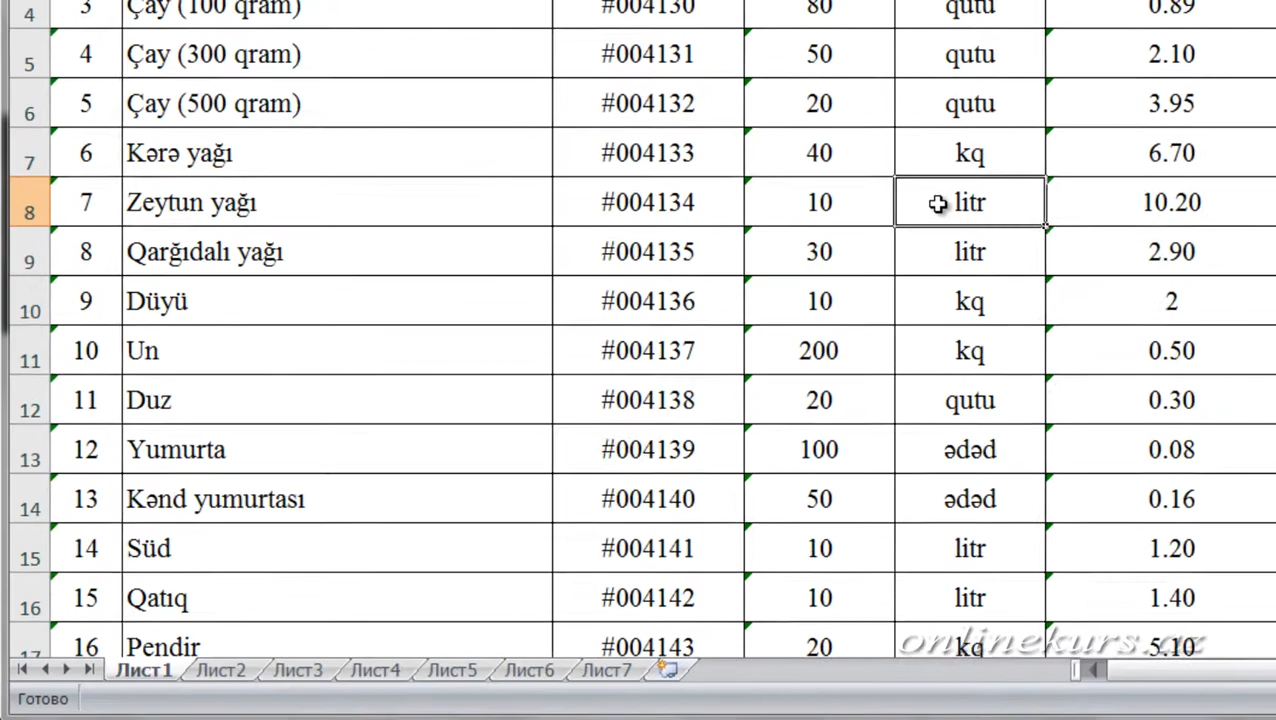 4 3 Çay (100 qram) #004130 80 qutu 0.89
5 4 Çay (300 qram) #004131 50 qutu 2.10
6 5 Çay (500 qram) #004132 20 qutu 3.95
7 6 Kərə yağı #004133 40 kq 6.70
8 7 Zeytun yağı #004134 10 litr 10.20
9 8 Qarğıdalı yağı #004135 30 litr 2.90
10 9 Düyü #004136 10 kq 2
11 10 Un #004137 200 kq 0.50
12 11 Duz #004138 20 qutu 0.30
13 12 Yumurta #004139 100 ədəd 0.08
14 13 Kənd yumurtası #004140 50 ədəd 0.16
15 14 Süd #004141 10 litr 1.20
16 15 Qatıq #004142 10 litr 1.40
17 16 Pendir #004143 20 kq 5.10
onlinekurs.az
Лист1 Лист2 Лист3 Лист4 Лист5 Лист6 Лист7
Готово